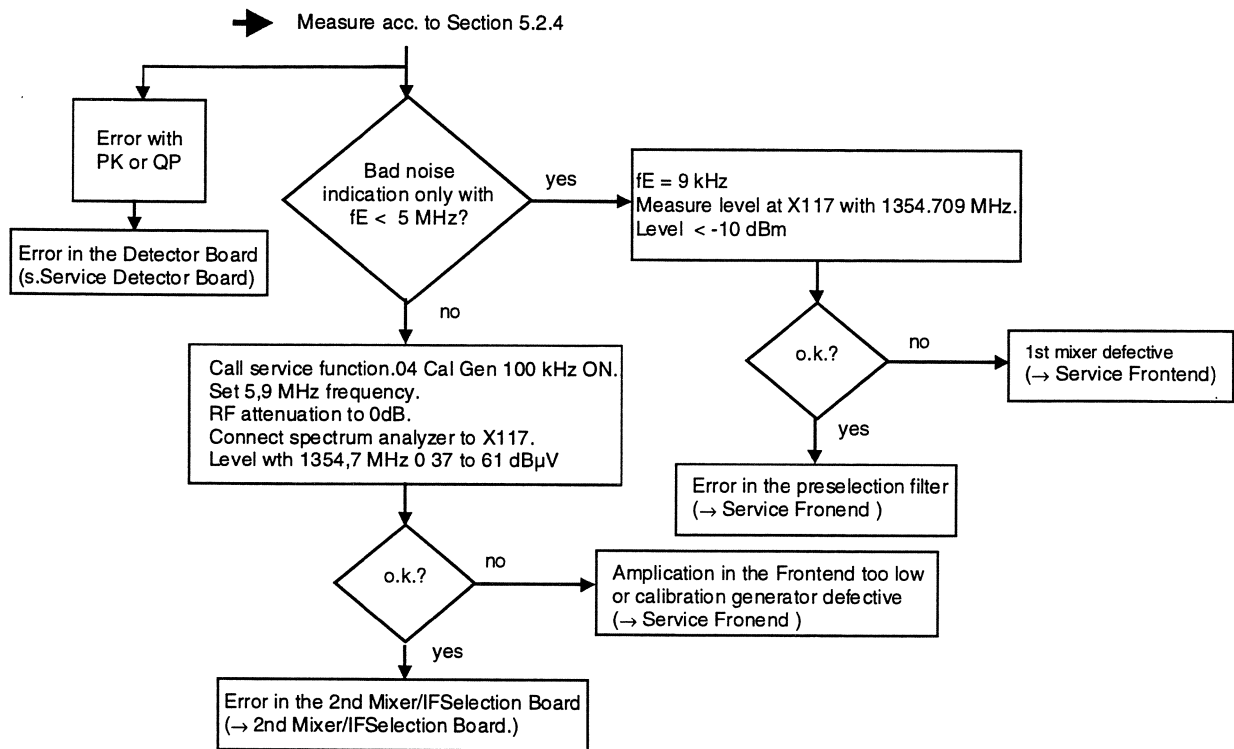 Measure acc. to Section 5.2.4
Error with
PK or QP
Error in the Detector Board
(s.Service Detector Board)
Bad noise
indication only with
fE < 5 MHz?
yes
fE = 9 kHz
Measure level at X117 with 1354.709 MHz.
Level < -10 dBm
o.k.?
no
1st mixer defective
(→ Service Frontend)
yes
Error in the preselection filter
(→ Service Fronend )
no
Call service function.04 Cal Gen 100 kHz ON.
Set 5,9 MHz frequency.
RF attenuation to 0dB.
Connect spectrum analyzer to X117.
Level wth 1354,7 MHz 0 37 to 61 dBµV
o.k.?
no
Amplication in the Frontend too low
or calibration generator defective
(→ Service Fronend )
yes
Error in the 2nd Mixer/IFSelection Board
(→ 2nd Mixer/IFSelection Board.)